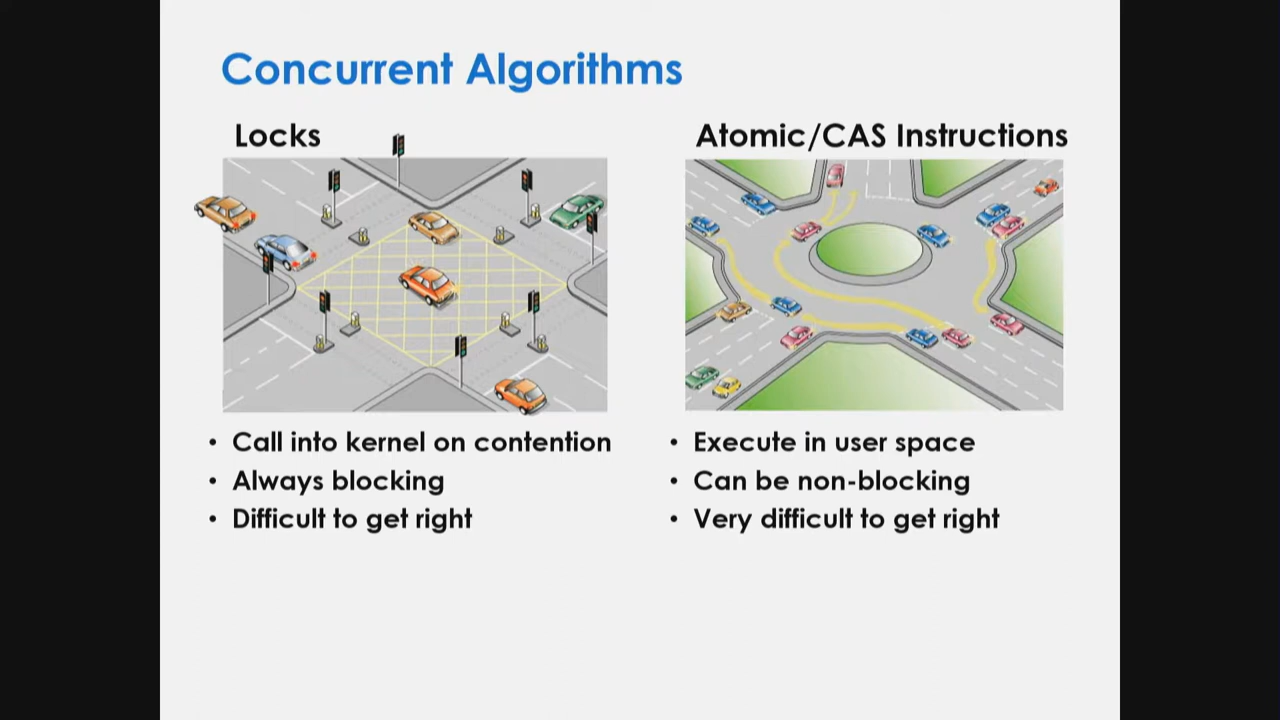 Concurrent Algorithms
Locks
• Call into kernel on contention
• Always blocking
• Difficult to get right
Atomic/CAS Instructions
• Execute in user space
• Can be non-blocking
• Very difficult to get right